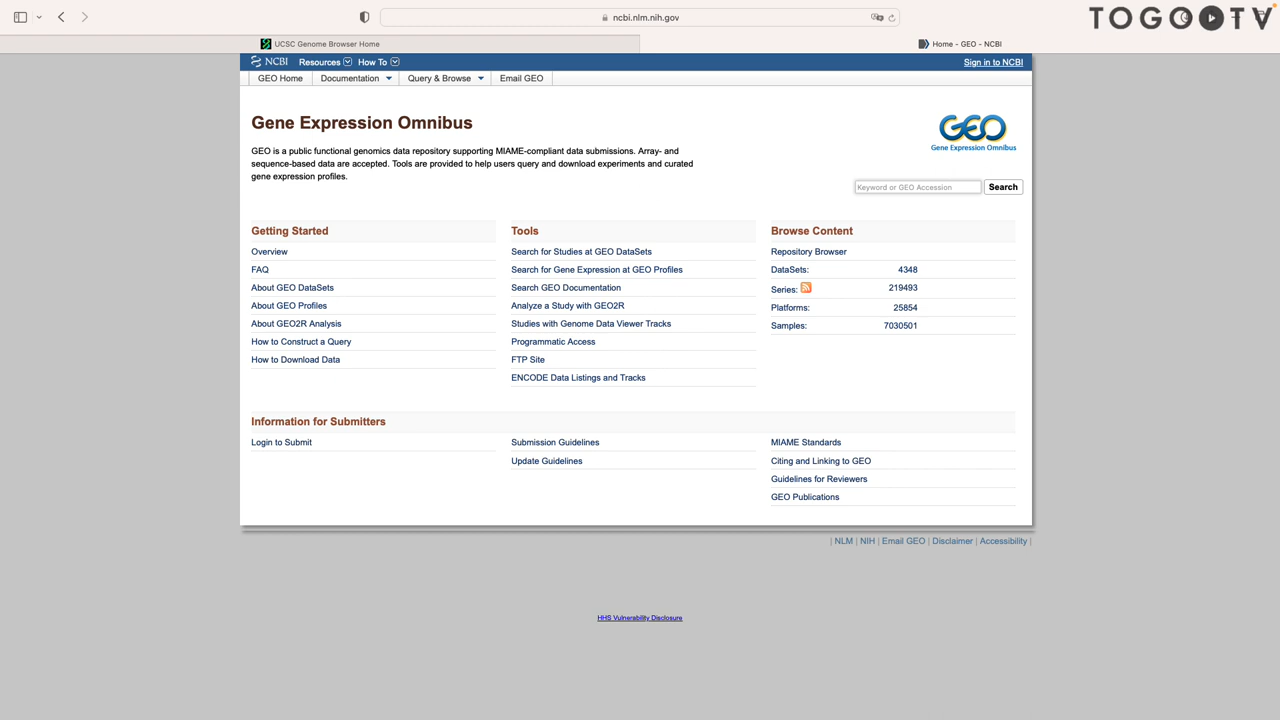 ncbi.nlm.nih.gov
TOGO TV
UCSC Genome Browser Home
Home - GEO - NCBI
NCBI Resources How To Sign in to NCBI
GEO Home Documentation Query & Browse Email GEO
Gene Expression Omnibus
GEO is a public functional genomics data repository supporting MIAME-compliant data submissions. Array- and
sequence-based data are accepted. Tools are provided to help users query and download experiments and curated
gene expression profiles.
GEO
Gene Expression Omnibus
Keyword or GEO Accession Search
Getting Started
Overview
FAQ
About GEO DataSets
About GEO Profiles
About GEO2R Analysis
How to Construct a Query
How to Download Data
Tools
Search for Studies at GEO DataSets
Search for Gene Expression at GEO Profiles
Search GEO Documentation
Analyze a Study with GEO2R
Studies with Genome Data Viewer Tracks
Programmatic Access
FTP Site
ENCODE Data Listings and Tracks
Browse Content
Repository Browser
DataSets: 4348
Series: 219493
Platforms: 25854
Samples: 7030501
Information for Submitters
Login to Submit
Submission Guidelines
Update Guidelines
MIAME Standards
Citing and Linking to GEO
Guidelines for Reviewers
GEO Publications
| NLM | NIH | Email GEO | Disclaimer | Accessibility |
HHS Vulnerability Disclosure